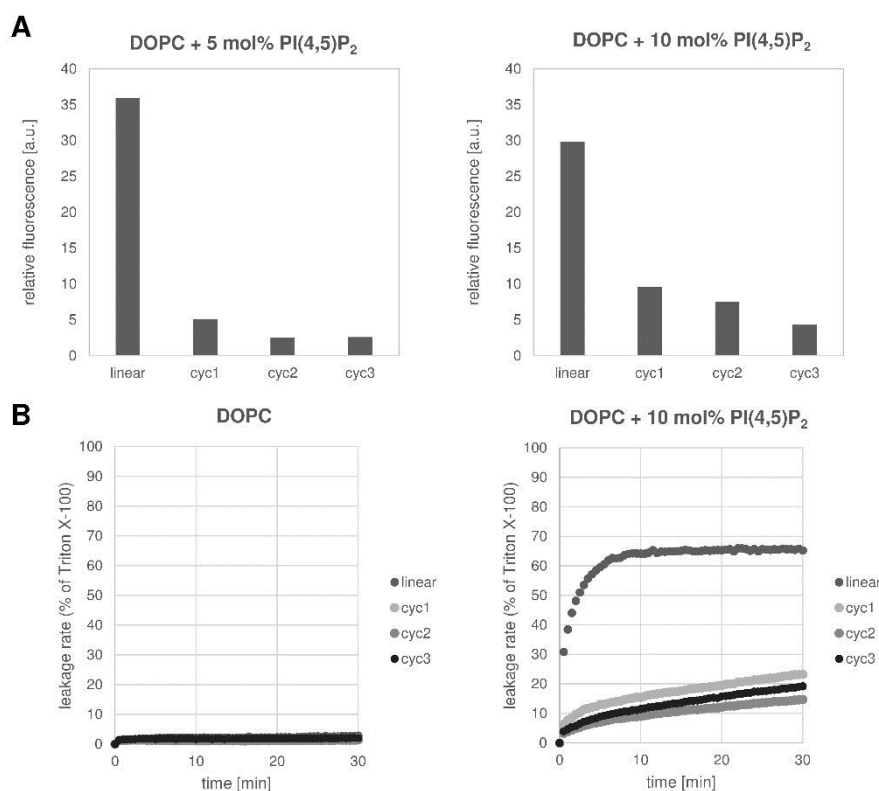 A
DOPC + 5 mol% PI(4,5)P₂
DOPC + 10 mol% PI(4,5)P₂
relative fluorescence [a.u.]
40
35
30
25
20
15
10
5
0
linear cyc1 cyc2 cyc3
relative fluorescence [a.u.]
40
35
30
25
20
15
10
5
0
linear cyc1 cyc2 cyc3
B
DOPC
DOPC + 10 mol% PI(4,5)P₂
leakage rate (% of Triton X-100)
100
90
80
70
60
50
40
30
20
10
0
0 10 20 30
time [min]
linear
cyc1
cyc2
cyc3
leakage rate (% of Triton X-100)
100
90
80
70
60
50
40
30
20
10
0
0 10 20 30
time [min]
linear
cyc1
cyc2
cyc3